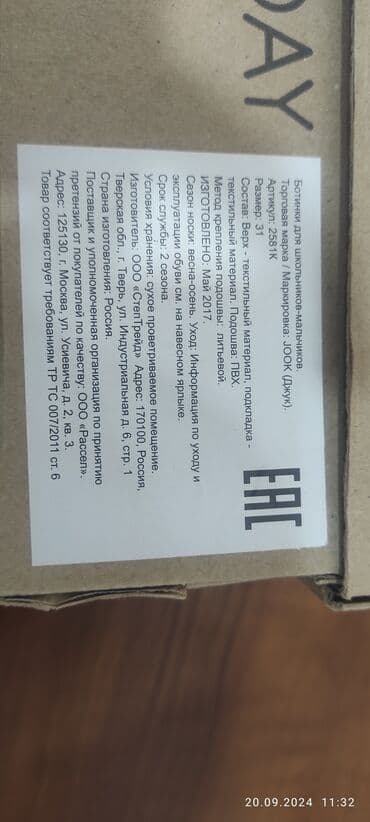 DAY
Ботинки для школьников-мальчиков.
Торговая марка / Маркировка: JOOK (Джук).
Артикул: 2581K
Размер: 31
Состав: Верх - текстильный материал, подкладка -
текстильный материал. Подошва: ПВХ.
Метод крепления подошвы: литьевой.
ИЗГОТОВЛЕНО: Май 2017.
Сезон носки: весна-осень. Уход: Информация по уходу и
эксплуатации обуви см. на навесном ярлыке.
Срок службы: 2 сезона.
Условия хранения: сухое проветриваемое помещение.
Изготовитель: ООО «СтепТрейд» Адрес: 170100, Россия,
Тверская обл., г. Тверь, ул. Индустриальная д. 6, стр. 1
Страна изготовления: Россия.
Поставщик и уполномоченная организация по принятию
претензий от покупателей по качеству: ООО «Рассел».
Адрес: 125130, г. Москва, ул. Усиевича, д. 2, кв. 3.
Товар соответствует требованиям ТР ТС 007/2011 ст. 6
EAC
20.09.2024 11:32